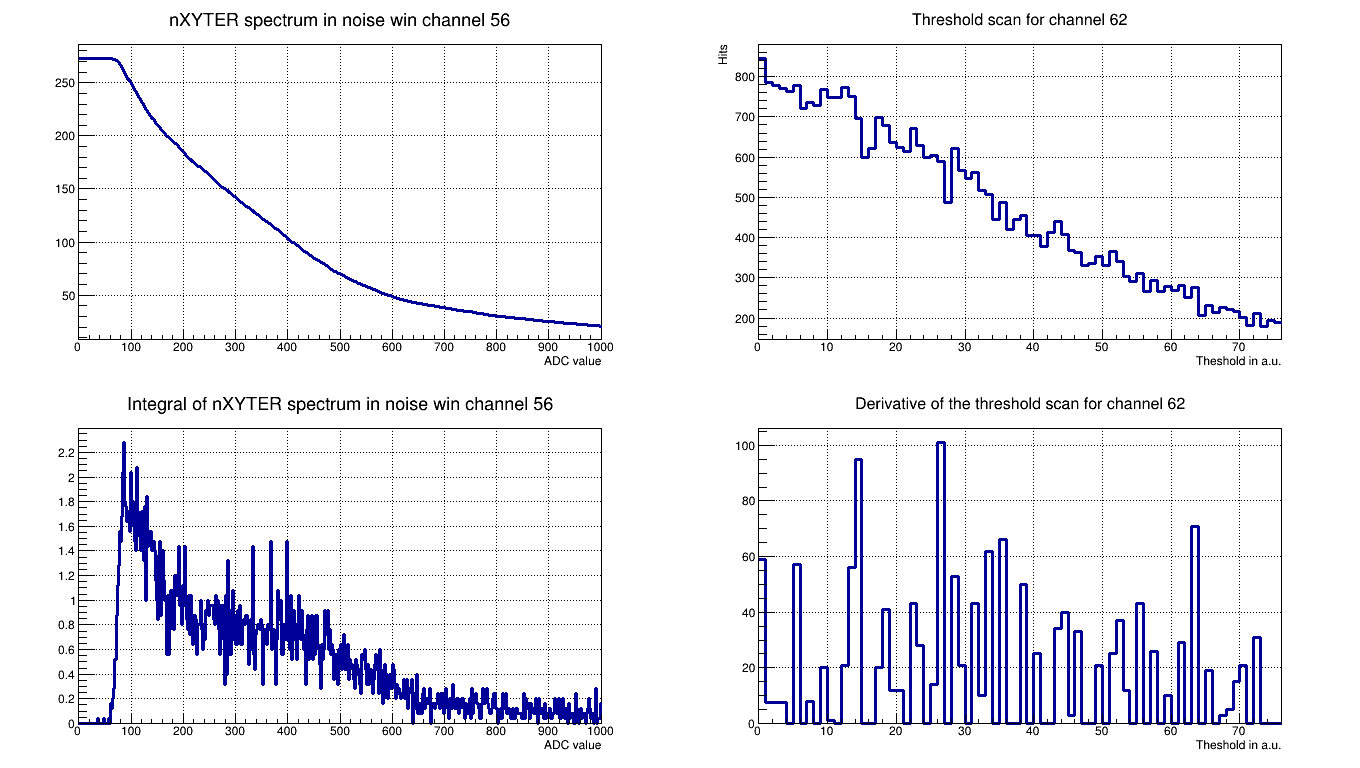 nXYTER spectrum in noise win channel 56
250
200
150
100
50
0 100 200 300 400 500 600 700 800 900 1000
ADC value
Threshold scan for channel 62
Hits
800
700
600
500
400
300
200
0 10 20 30 40 50 60 70
Theshold in a.u.
Integral of nXYTER spectrum in noise win channel 56
2.2
2
1.8
1.6
1.4
1.2
1
0.8
0.6
0.4
0.2
0
0 100 200 300 400 500 600 700 800 900 1000
ADC value
Derivative of the threshold scan for channel 62
100
80
60
40
20
0
0 10 20 30 40 50 60 70
Theshold in a.u.